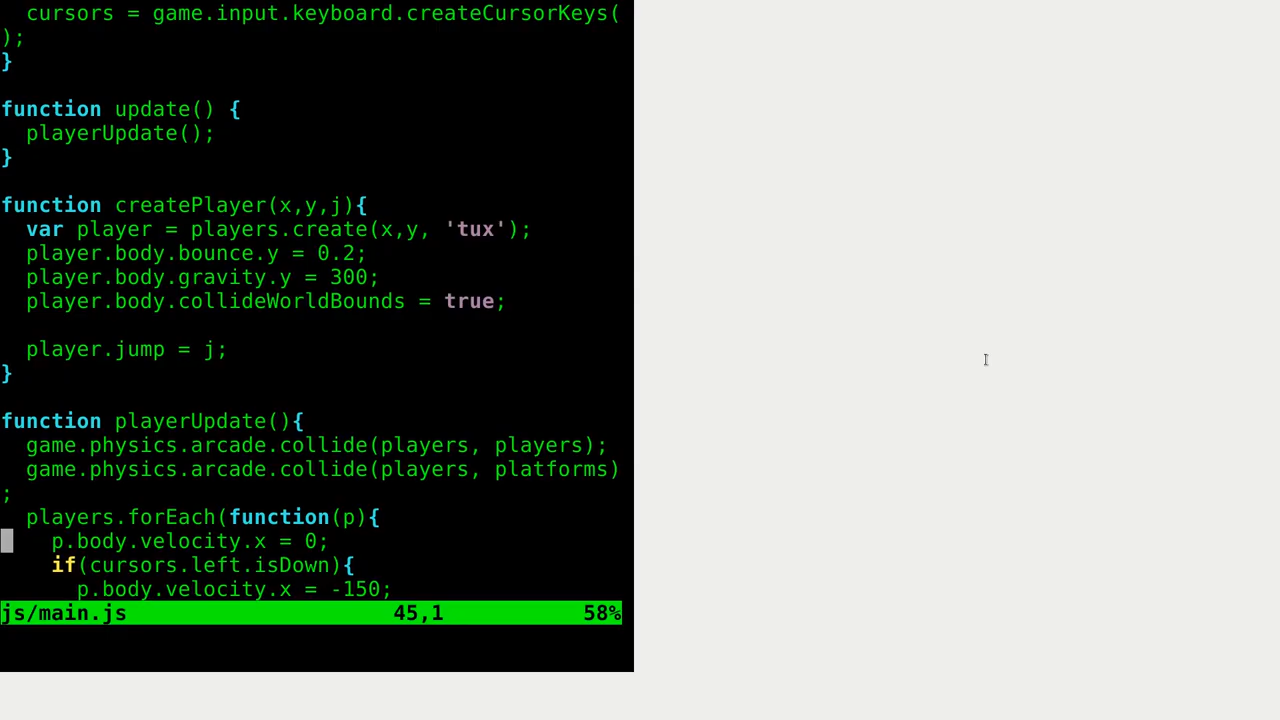 cursors = game.input.keyboard.createCursorKeys(
);
}

function update() {
  playerUpdate();
}

function createPlayer(x,y,j){
  var player = players.create(x,y, 'tux');
  player.body.bounce.y = 0.2;
  player.body.gravity.y = 300;
  player.body.collideWorldBounds = true;

  player.jump = j;
}

function playerUpdate(){
  game.physics.arcade.collide(players, players);
  game.physics.arcade.collide(players, platforms)
;
  players.forEach(function(p){
    p.body.velocity.x = 0;
    if(cursors.left.isDown){
      p.body.velocity.x = -150;
js/main.js 45,1 58%